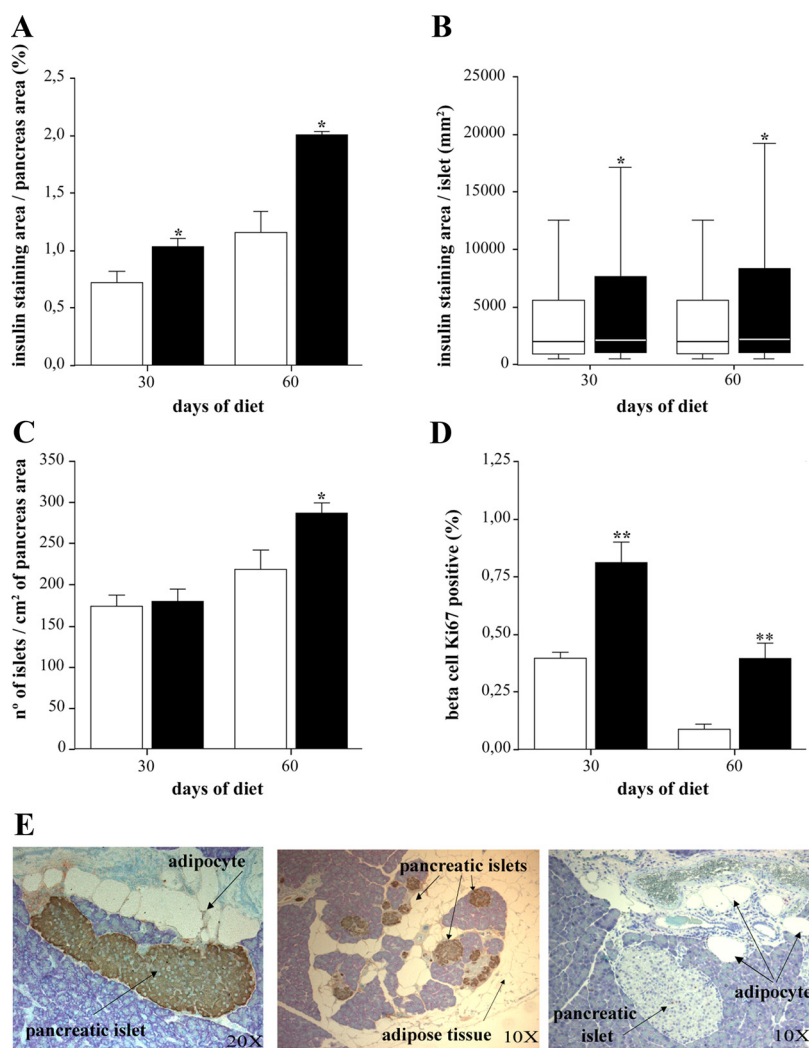 A
insulin staining area / pancreas area (%)
2,5
2,0
1,5
1,0
0,5
0,0
*
*
30
60
days of diet
B
insulin staining area / islet (mm²)
25000
20000
15000
10000
5000
0
*
*
30
60
days of diet
C
nº of islets / cm² of pancreas area
350
300
250
200
150
100
50
0
*
30
60
days of diet
D
beta cell Ki67 positive (%)
1,25
1,00
0,75
0,50
0,25
0,00
**
**
30
60
days of diet
E
adipocyte
pancreatic islet
20X
pancreatic islets
adipose tissue
10X
adipocyte
pancreatic
islet
10X